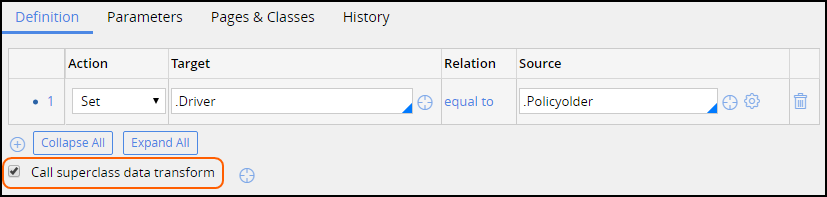 Definition Parameters Pages & Classes History
Action Target Relation Source
1 Set .Driver equal to .Policyolder
Collapse All Expand All
Call superclass data transform